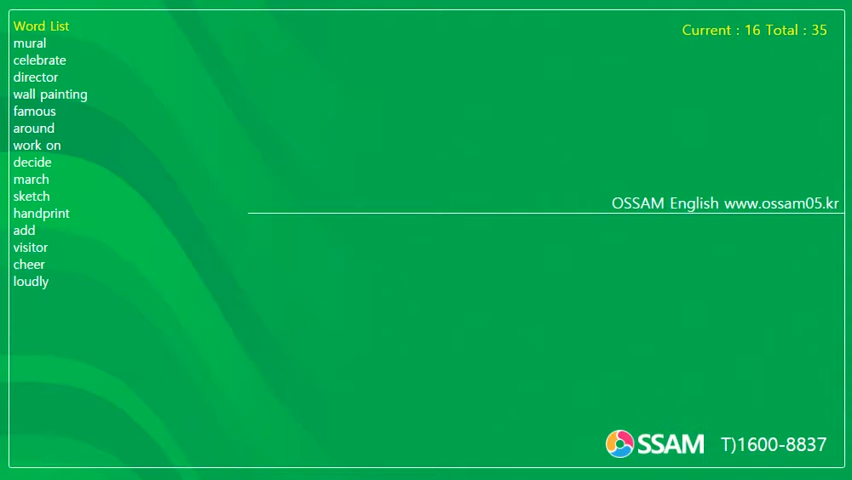 Word List
mural
celebrate
director
wall painting
famous
around
work on
decide
march
sketch
handprint
add
visitor
cheer
loudly
Current : 16 Total : 35
OSSAM English www.ossam05.kr
OSSAM T)1600-8837